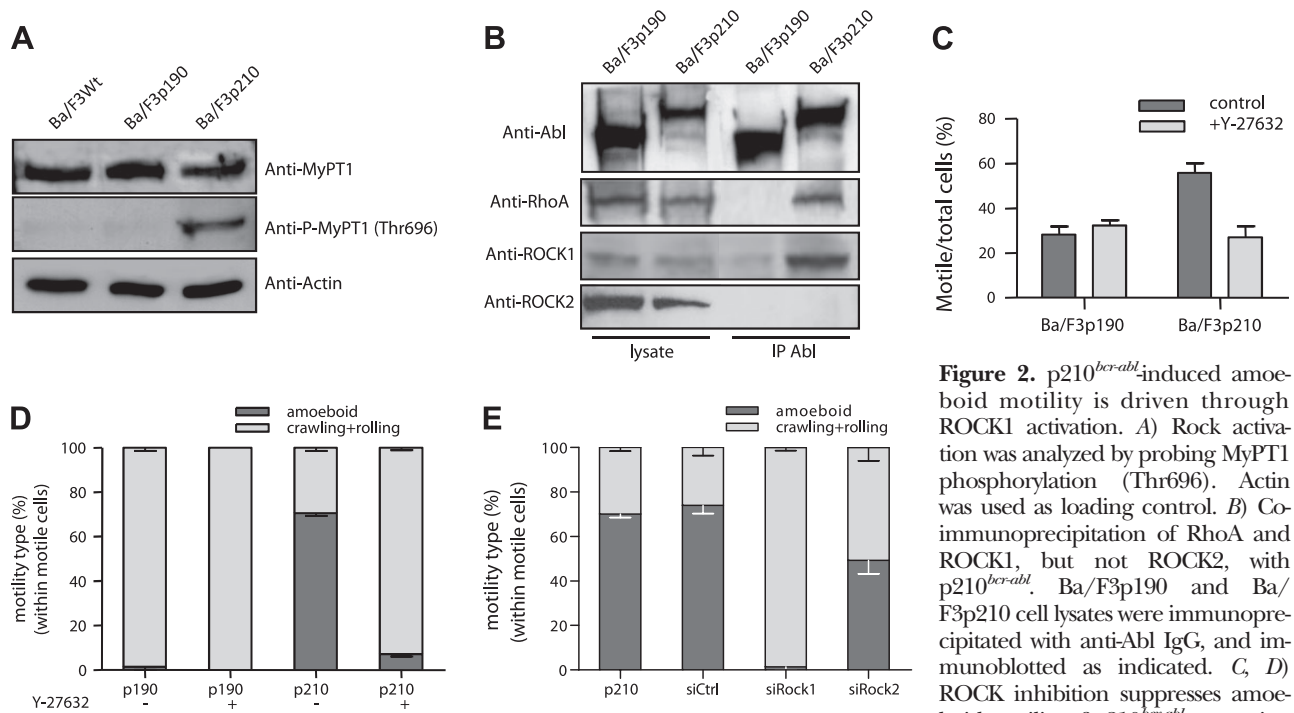 A
Ba/F3Wt
Ba/F3p190
Ba/F3p210
Anti-MyPT1
Anti-P-MyPT1 (Thr696)
Anti-Actin
B
Ba/F3p190
Ba/F3p210
Ba/F3p190
Ba/F3p210
Anti-Abl
Anti-RhoA
Anti-ROCK1
Anti-ROCK2
lysate
IP Abl
C
control
+Y-27632
Motile/total cells (%)
80
60
40
20
0
Ba/F3p190
Ba/F3p210
D
amoeboid
crawling+rolling
motility type (%)
(within motile cells)
100
80
60
40
20
0
p190
p190
p210
p210
Y-27632
-
+
-
+
E
amoeboid
crawling+rolling
motility type (%)
(within motile cells)
100
80
60
40
20
0
p210
siCtrl
siRock1
siRock2
Figure 2. p210bcr-abl-induced amoe-
boid motility is driven through
ROCK1 activation. A) Rock activa-
tion was analyzed by probing MyPT1
phosphorylation (Thr696). Actin
was used as loading control. B) Co-
immunoprecipitation of RhoA and
ROCK1, but not ROCK2, with
p210bcr-abl. Ba/F3p190 and Ba/
F3p210 cell lysates were immunopre-
cipitated with anti-Abl IgG, and im-
munoblotted as indicated. C, D)
ROCK inhibition suppresses amoe-